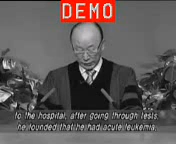 DEMO
to the hospital, after going through tests,
he founded that he had acute leukemia.